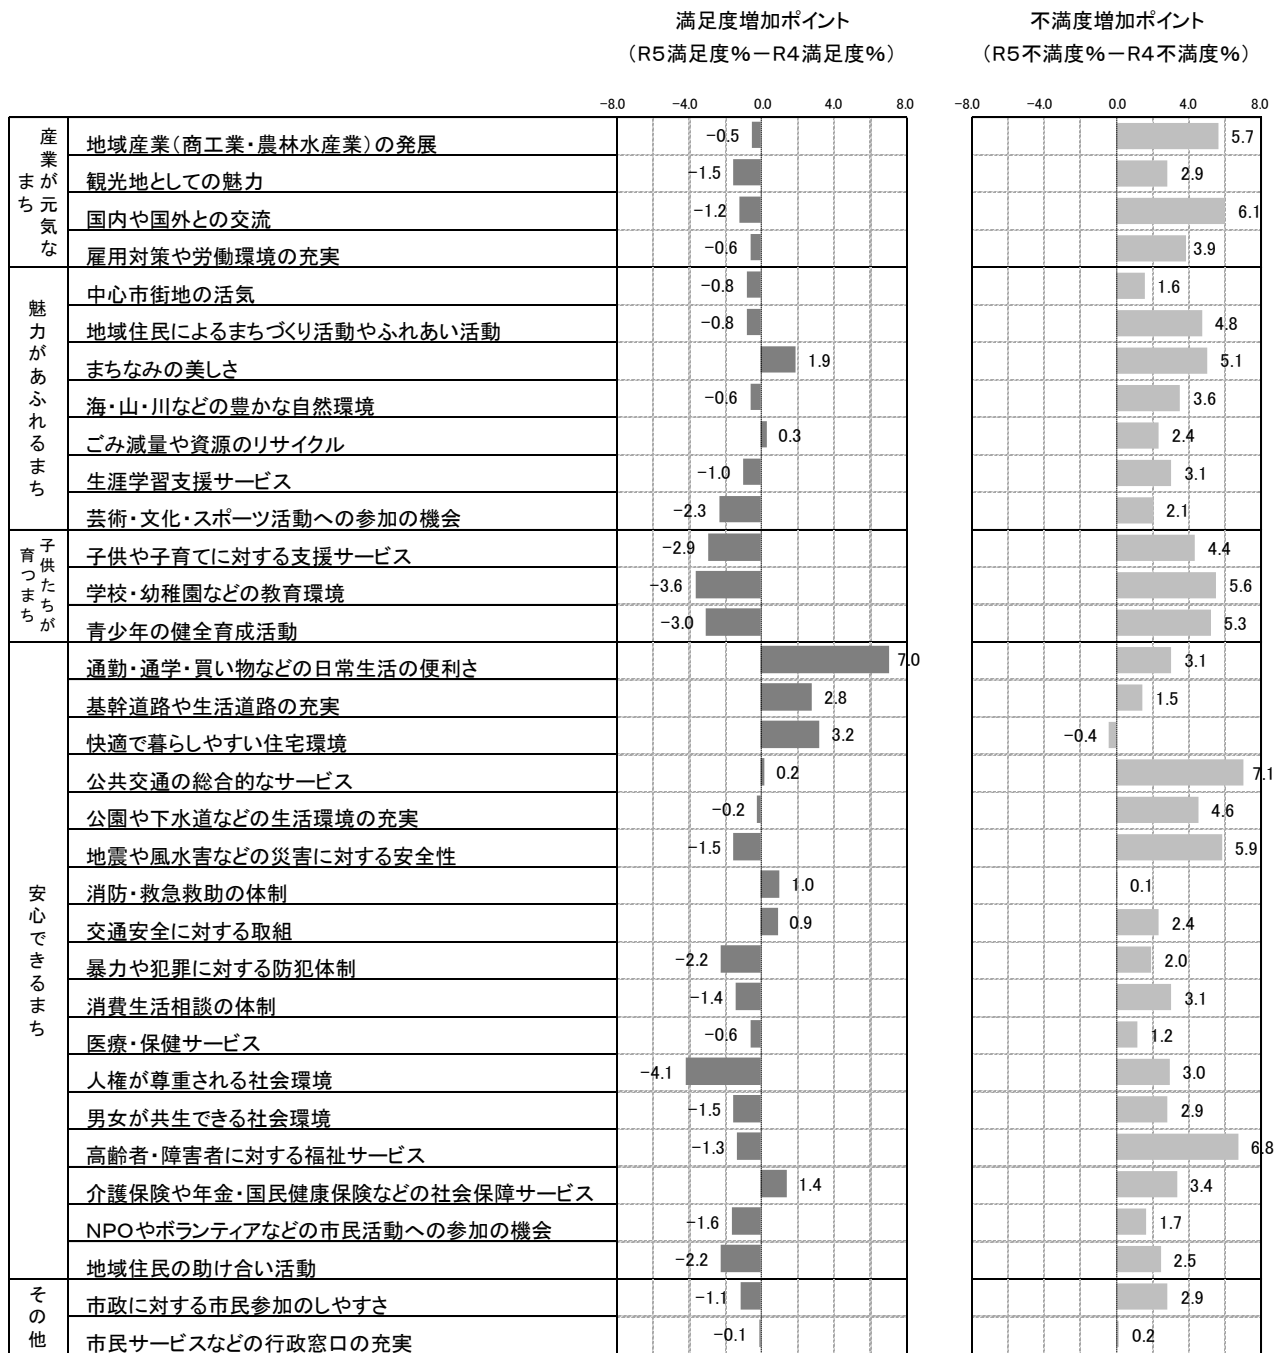 満足度増加ポイント 不満度増加ポイント
（R5満足度％－R4満足度％） （R5不満度％－R4不満度％）
-8.0 -4.0 0.0 4.0 8.0 -8.0 -4.0 0.0 4.0 8.0
産業が元気なまち
地域産業（商工業・農林水産業）の発展 -0.5 5.7
観光地としての魅力 -1.5 2.9
国内や国外との交流 -1.2 6.1
雇用対策や労働環境の充実 -0.6 3.9
魅力があふれるまち
中心市街地の活気 -0.8 1.6
地域住民によるまちづくり活動やふれあい活動 -0.8 4.8
まちなみの美しさ 1.9 5.1
海・山・川などの豊かな自然環境 -0.6 3.6
ごみ減量や資源のリサイクル 0.3 2.4
生涯学習支援サービス -1.0 3.1
芸術・文化・スポーツ活動への参加の機会 -2.3 2.1
子供たちが育つまち
子供や子育てに対する支援サービス -2.9 4.4
学校・幼稚園などの教育環境 -3.6 5.6
青少年の健全育成活動 -3.0 5.3
安心できるまち
通勤・通学・買い物などの日常生活の便利さ 7.0 3.1
基幹道路や生活道路の充実 2.8 1.5
快適で暮らしやすい住宅環境 3.2 -0.4
公共交通の総合的なサービス 0.2 7.1
公園や下水道などの生活環境の充実 -0.2 4.6
地震や風水害などの災害に対する安全性 -1.5 5.9
消防・救急救助の体制 1.0 0.1
交通安全に対する取組 0.9 2.4
暴力や犯罪に対する防犯体制 -2.2 2.0
消費生活相談の体制 -1.4 3.1
医療・保健サービス -0.6 1.2
人権が尊重される社会環境 -4.1 3.0
男女が共生できる社会環境 -1.5 2.9
高齢者・障害者に対する福祉サービス -1.3 6.8
介護保険や年金・国民健康保険などの社会保障サービス 1.4 3.4
NPOやボランティアなどの市民活動への参加の機会 -1.6 1.7
地域住民の助け合い活動 -2.2 2.5
その他
市政に対する市民参加のしやすさ -1.1 2.9
市民サービスなどの行政窓口の充実 -0.1 0.2